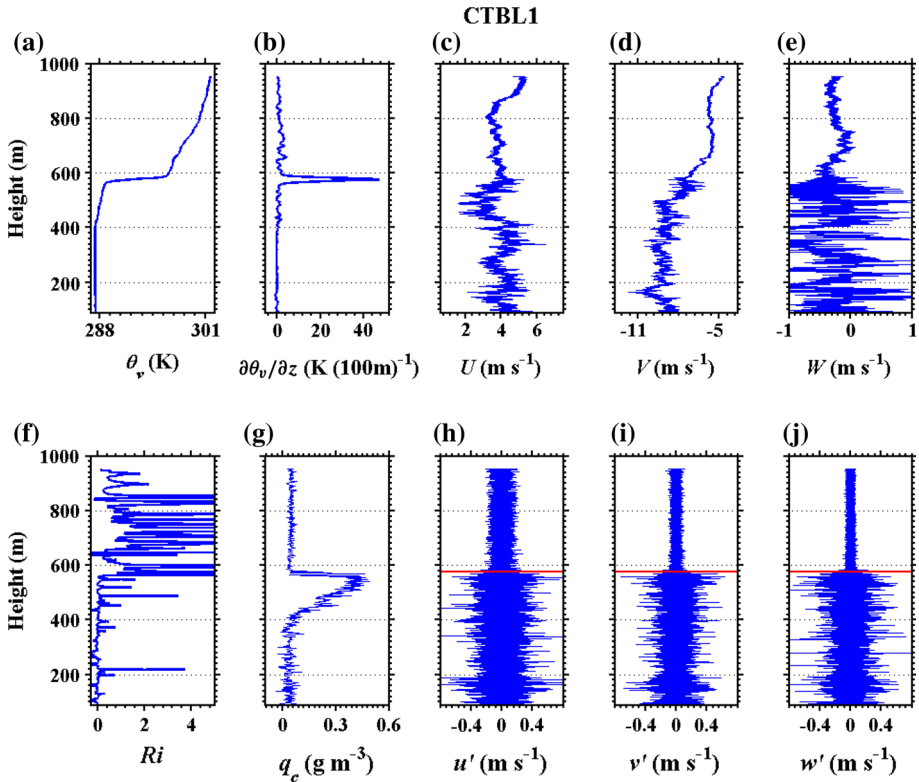 CTBL1
(a) (b) (c) (d) (e)
1000
800
600
400
200
Height (m)
288 301
0 20 40
2 4 6
-11 -5
-1 0 1
θᵥ (K)
∂θᵥ/∂z (K (100m)⁻¹
U (m s⁻¹)
V (m s⁻¹)
W (m s⁻¹)
(f) (g) (h) (i) (j)
1000
800
600
400
200
Height (m)
0 2 4
0 0.3 0.6
-0.4 0 0.4
-0.4 0 0.4
-0.4 0 0.4
Ri
q_c (g m⁻³)
u' (m s⁻¹)
v' (m s⁻¹)
w' (m s⁻¹)